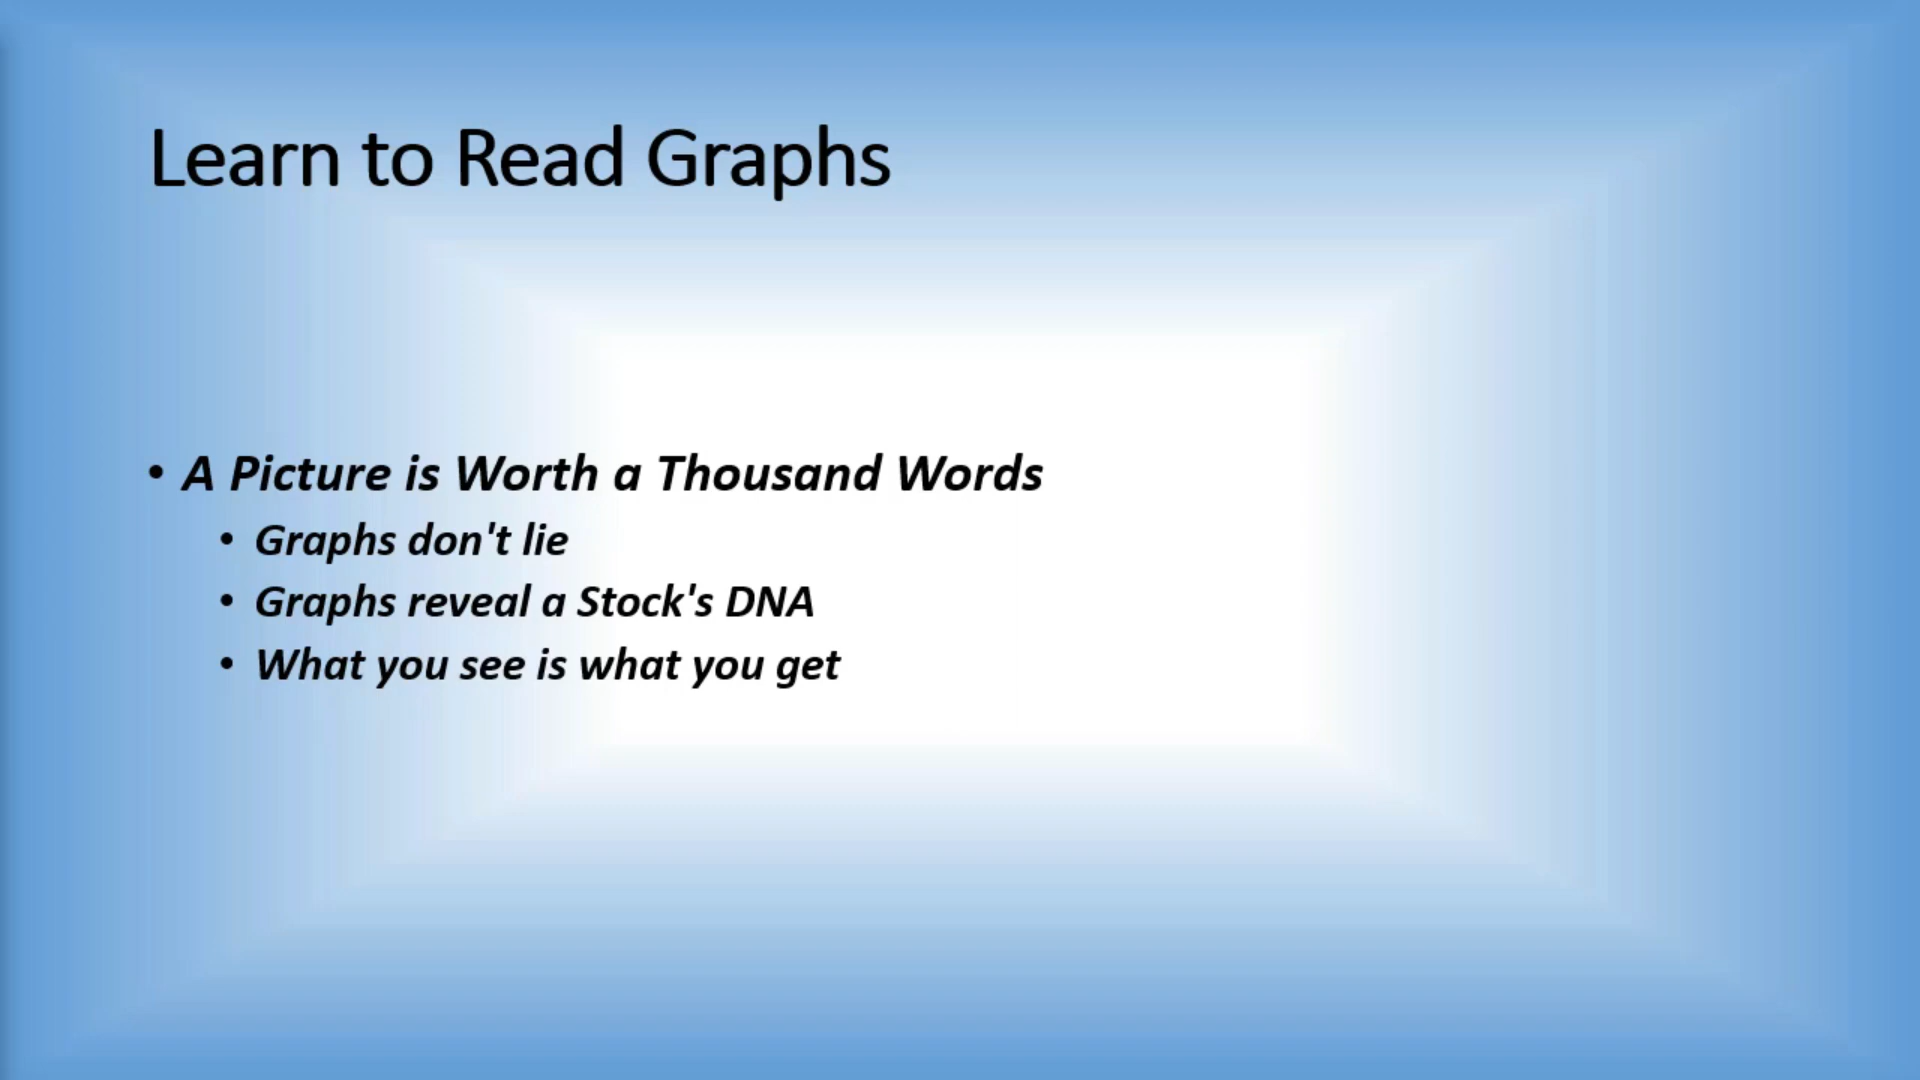 Learn to Read Graphs
• A Picture is Worth a Thousand Words
• Graphs don't lie
• Graphs reveal a Stock's DNA
• What you see is what you get